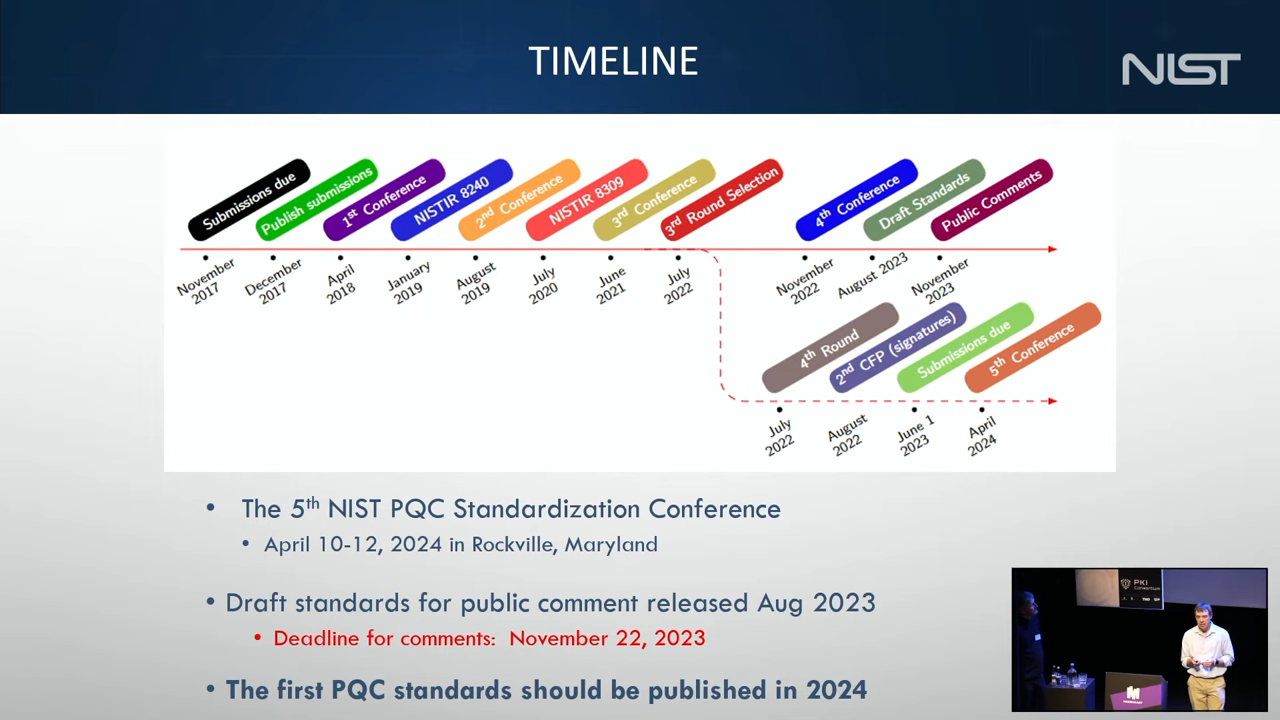 TIMELINE
NIST
Submissions due
Publish submissions
1st Conference
NISTIR 8240
2nd Conference
NISTIR 8309
3rd Conference
3rd Round Selection
4th Conference
Draft Standards
Public Comments
November
2017
December
2017
April
2018
January
2019
August
2019
July
2020
June
2021
July
2022
November
2022
August 2023
November
2023
4th Round
2nd CFP (signatures)
Submissions due
5th Conference
July
2022
August
2022
June 1
2023
April
2024
• The 5th NIST PQC Standardization Conference
• April 10-12, 2024 in Rockville, Maryland
• Draft standards for public comment released Aug 2023
• Deadline for comments: November 22, 2023
• The first PQC standards should be published in 2024
PKI
Consortium